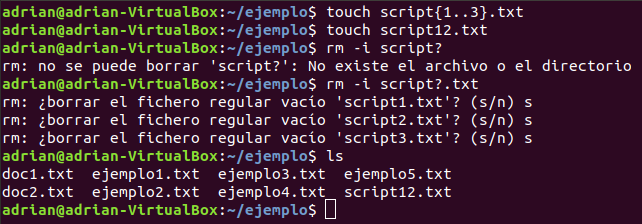 adrian@adrian-VirtualBox:~/ejemplo$ touch script{1..3}.txt
adrian@adrian-VirtualBox:~/ejemplo$ touch script12.txt
adrian@adrian-VirtualBox:~/ejemplo$ rm -i script?
rm: no se puede borrar 'script?': No existe el archivo o el directorio
adrian@adrian-VirtualBox:~/ejemplo$ rm -i script?.txt
rm: ¿borrar el fichero regular vacío 'script1.txt'? (s/n) s
rm: ¿borrar el fichero regular vacío 'script2.txt'? (s/n) s
rm: ¿borrar el fichero regular vacío 'script3.txt'? (s/n) s
adrian@adrian-VirtualBox:~/ejemplo$ ls
doc1.txt  ejemplo1.txt  ejemplo3.txt  ejemplo5.txt
doc2.txt  ejemplo2.txt  ejemplo4.txt  script12.txt
adrian@adrian-VirtualBox:~/ejemplo$